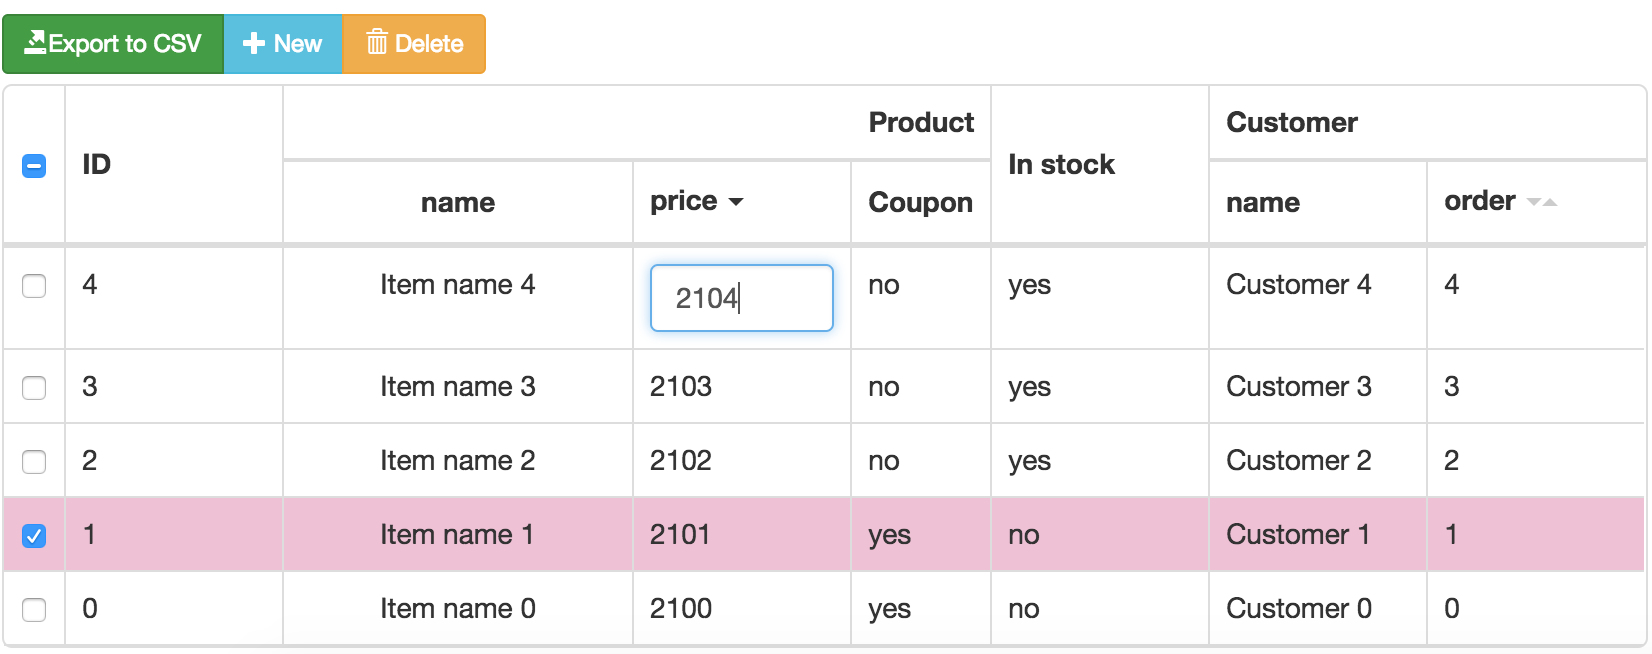 Export to CSV New Delete
Product Customer
ID In stock
name price Coupon name order
4 Item name 4 2104 no yes Customer 4 4
3 Item name 3 2103 no yes Customer 3 3
2 Item name 2 2102 no yes Customer 2 2
1 Item name 1 2101 yes no Customer 1 1
0 Item name 0 2100 yes no Customer 0 0